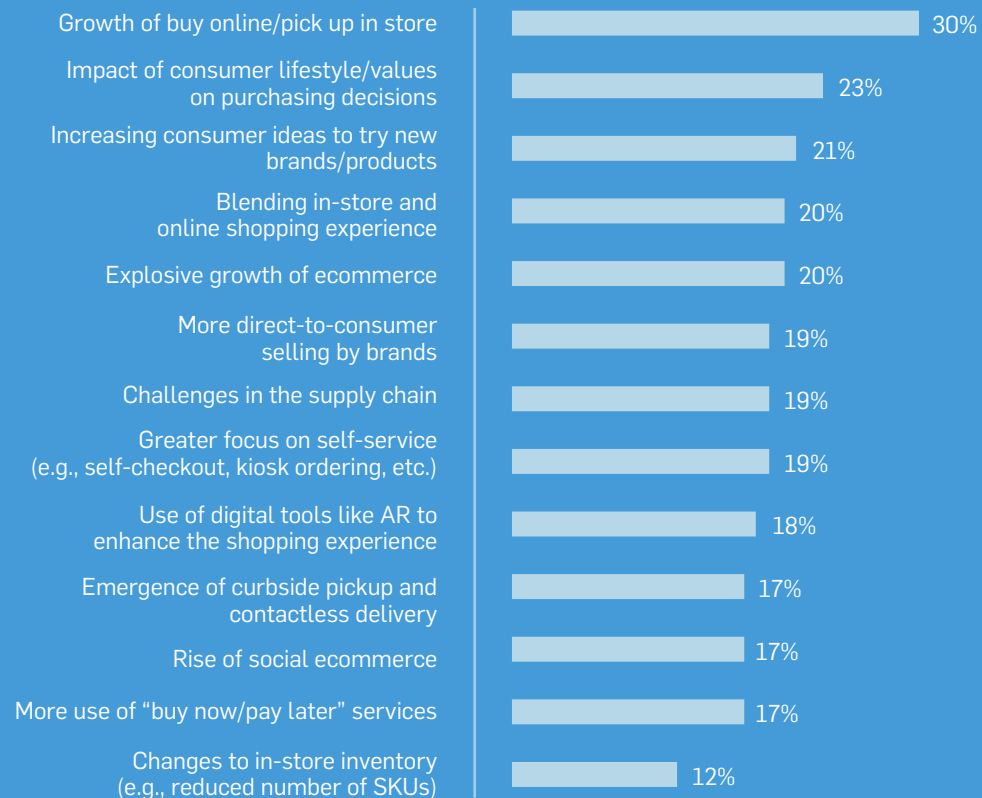 Growth of buy online/pick up in store
30%
Impact of consumer lifestyle/values
on purchasing decisions
23%
Increasing consumer ideas to try new
brands/products
21%
Blending in-store and
online shopping experience
20%
Explosive growth of ecommerce
20%
More direct-to-consumer
selling by brands
19%
Challenges in the supply chain
19%
Greater focus on self-service
(e.g., self-checkout, kiosk ordering, etc.)
19%
Use of digital tools like AR to
enhance the shopping experience
18%
Emergence of curbside pickup and
contactless delivery
17%
Rise of social ecommerce
17%
More use of “buy now/pay later” services
17%
Changes to in-store inventory
(e.g., reduced number of SKUs)
12%